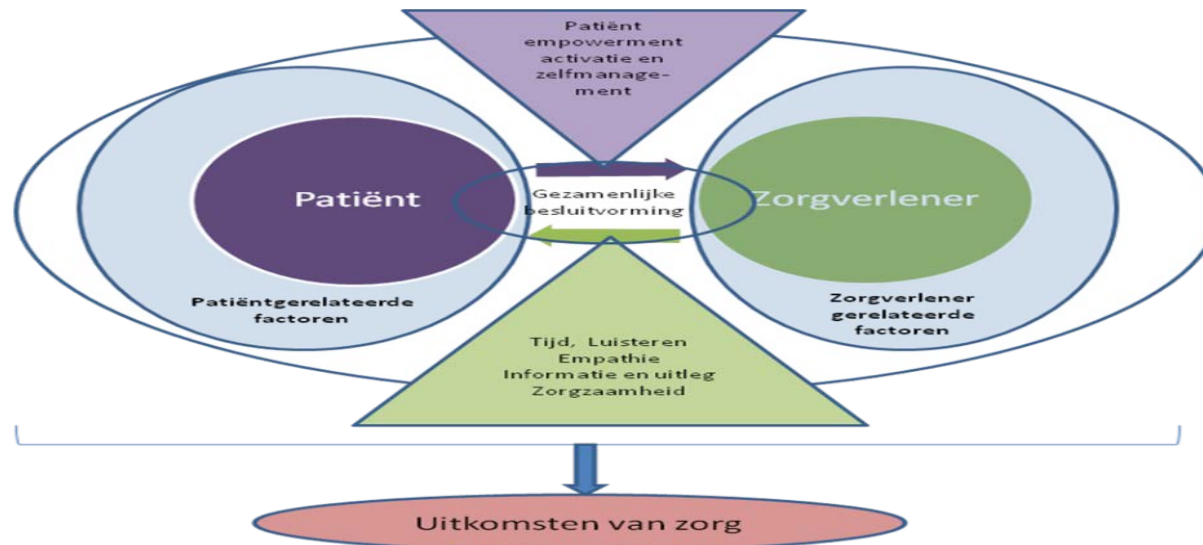 Patiënt
empowerment
activatie en
zelfmanage-
ment
Patiënt
Gezamenlijke
besluitvorming
Zorgverlener
Patiëntgerelateerde
factoren
Zorgverlener
gerelateerde
factoren
Tijd, Luisteren
Empathie
Informatie en uitleg
Zorgzaamheid
Uitkomsten van zorg